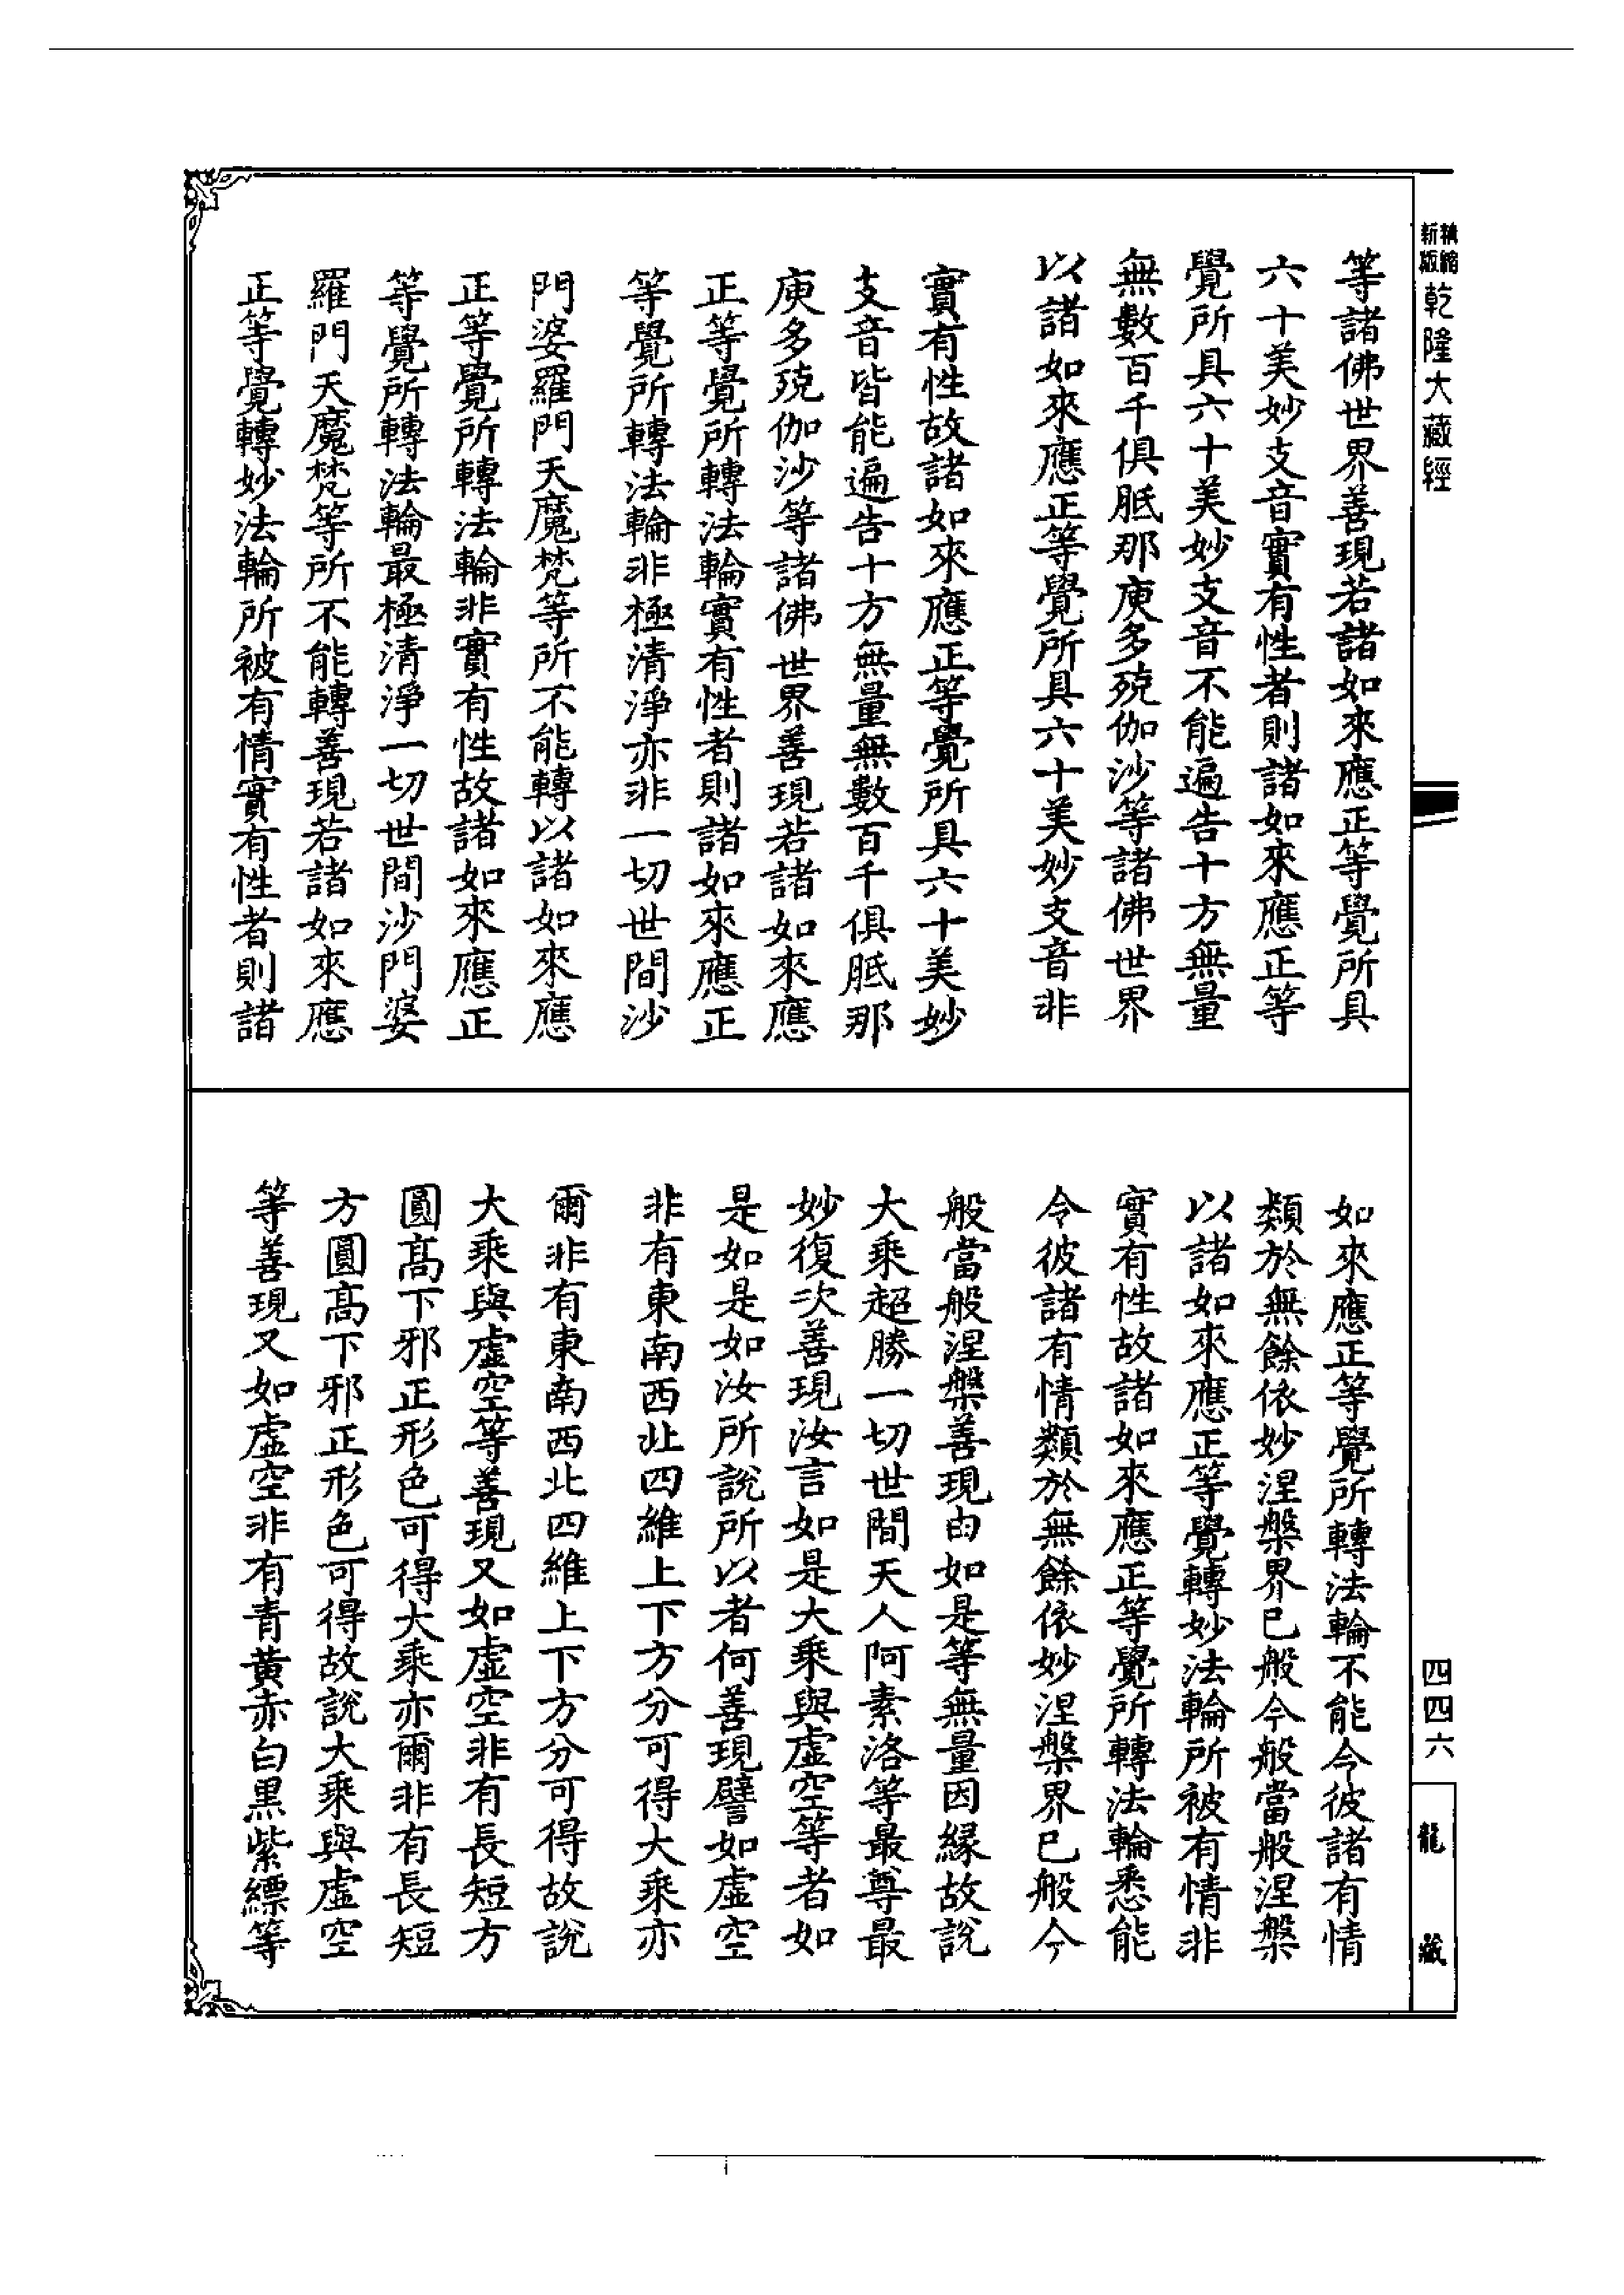 新版精縮乾隆大藏經
等諸佛世界善現若諸如來應正等覺所具
六十美妙支音實有性者則諸如來應正等
覺所具六十美妙支音不能遍告十方無量
無數百千俱胝那庾多殑伽沙等諸佛世界
以諸如來應正等覺所具六十美妙支音非
實有性故諸如來應正等覺所具六十美妙
支音皆能遍告十方無量無數百千俱胝那
庾多殑伽沙等諸佛世界善現若諸如來應
正等覺所轉法輪實有性者則諸如來應正
等覺所轉法輪非極清淨亦非一切世間沙
門婆羅門天魔梵等所不能轉以諸如來應
正等覺所轉法輪非實有性故諸如來應正
等覺所轉法輪最極清淨一切世間沙門婆
羅門天魔梵等所不能轉善現若諸如來應
正等覺轉妙法輪所被有情實有性者則諸
如來應正等覺所轉法輪不能令彼諸有情
類於無餘依妙涅槃界已般今般當般涅槃
以諸如來應正等覺轉妙法輪所被有情非
實有性故諸如來應正等覺所轉法輪悉能
令彼諸有情類於無餘依妙涅槃界已般今
般當般涅槃善現由如是等無量因緣故說
大乘超勝一切世間天人阿素洛等最尊最
妙復次善現汝言如是大乘與虛空等者如
是如是如汝所說所以者何善現譬如虛空
非有東南西北四維上下方分可得大乘亦
爾非有東南西北四維上下方分可得故說
大乘與虛空等善現又如虛空非有長短方
圓高下邪正形色可得大乘亦爾非有長短
方圓高下邪正形色可得故說大乘與虛空
等善現又如虛空非有青黃赤白黑紫縹等
四四六
龍藏